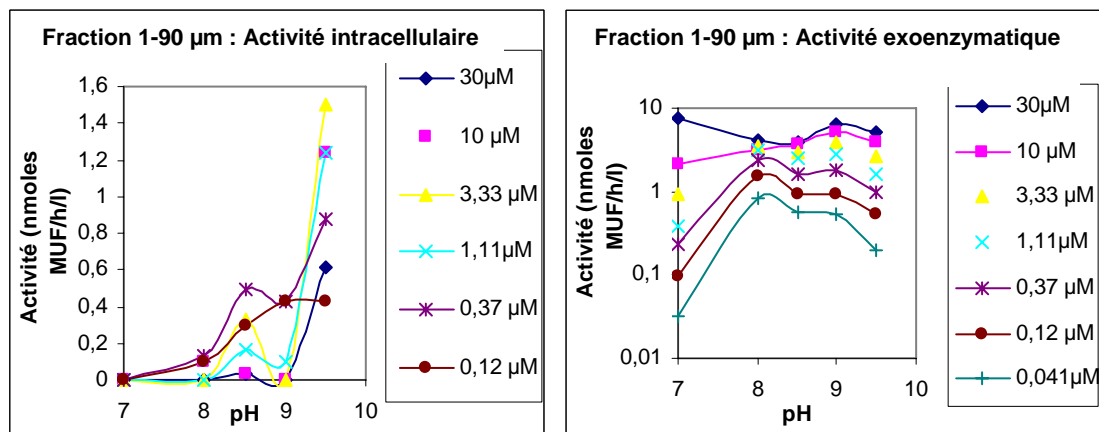 Fraction 1-90 µm : Activité intracellulaire
Activité (nmoles
MUF/h/l)
1,6
1,4
1,2
1
0,8
0,6
0,4
0,2
0
7
8
9
10
pH
30µM
10 µM
3,33 µM
1,11µM
0,37 µM
0,12 µM
Fraction 1-90 µm : Activité exoenzymatique
Activité (nmoles
MUF/h/l)
10
1
0,1
0,01
7
8
9
10
pH
30µM
10 µM
3,33 µM
1,11µM
0,37 µM
0,12 µM
0,041µM